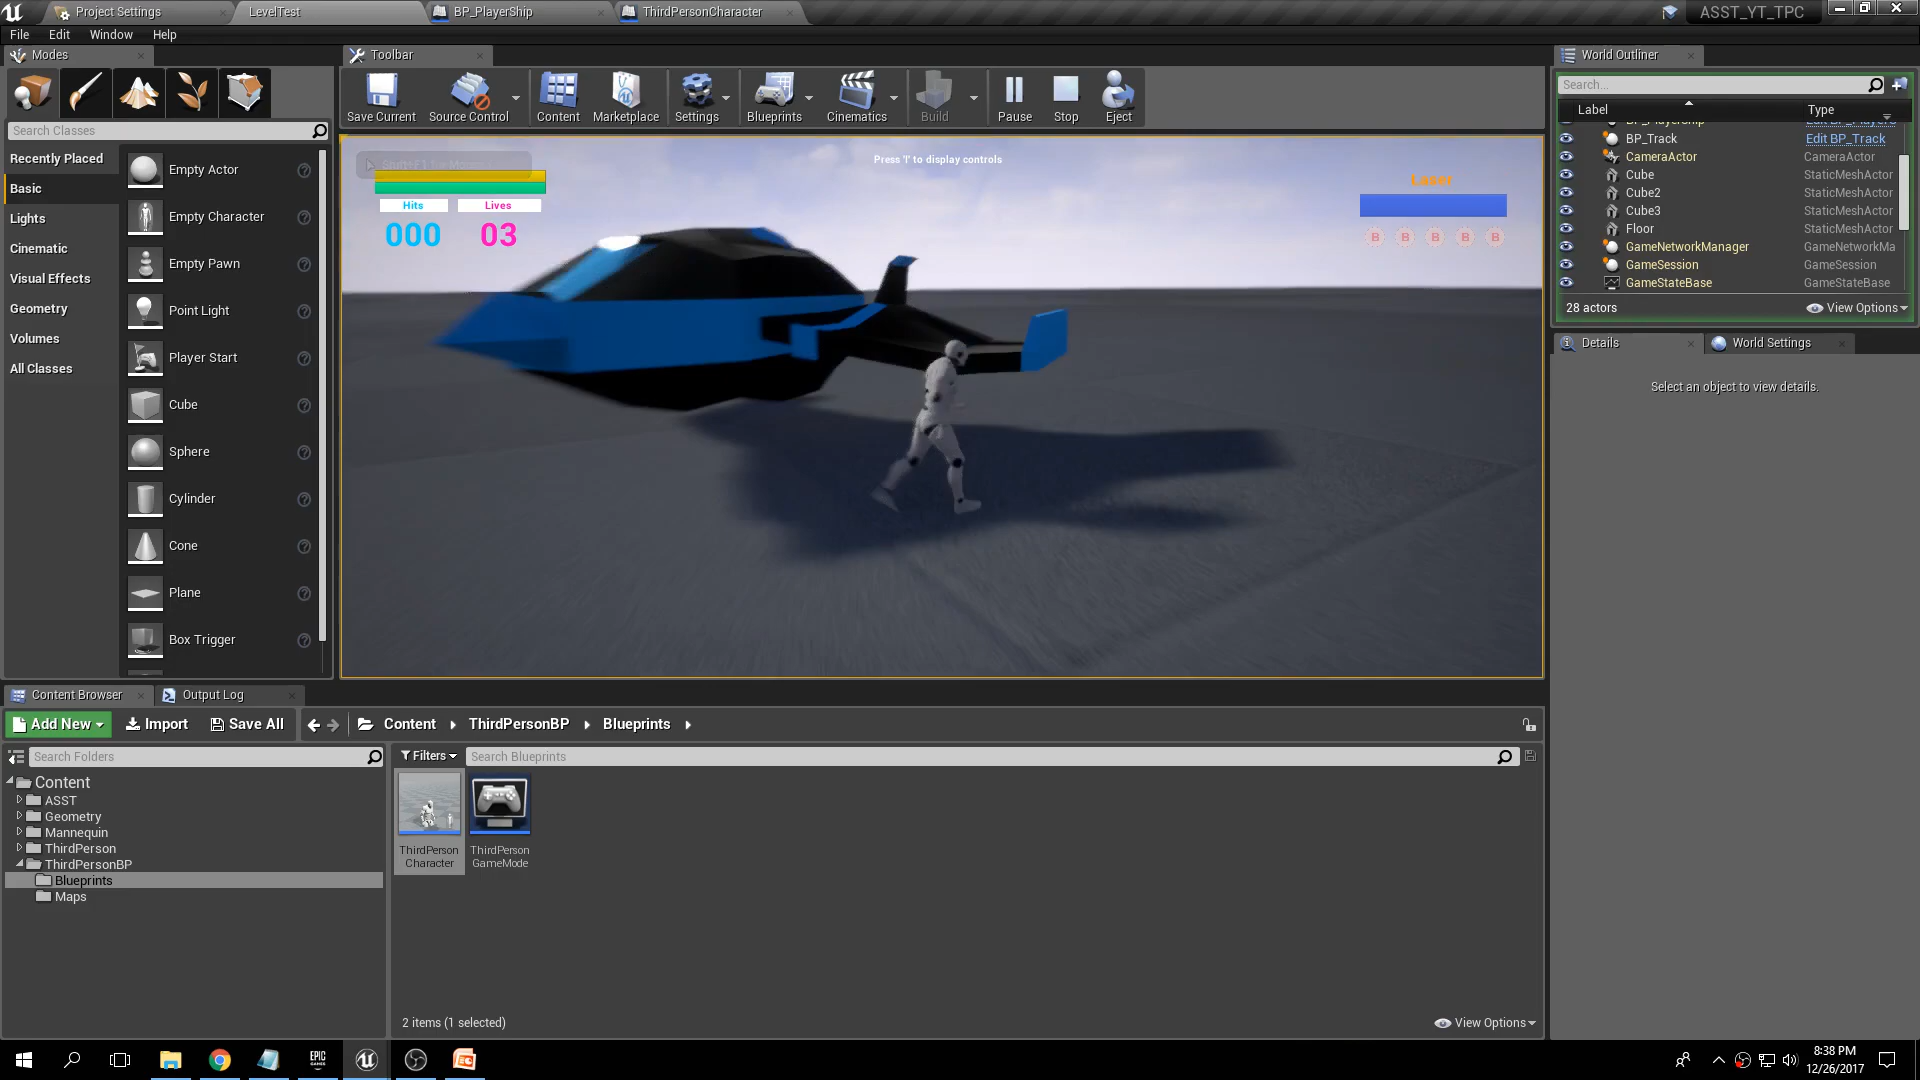 Project Settings
LevelTest
BP_PlayerShip
ThirdPersonCharacter
ASST_YT_TPC
File Edit Window Help
Modes
Toolbar
World Outliner
Save Current
Source Control
Content
Marketplace
Settings
Blueprints
Cinematics
Build
Pause
Stop
Eject
Search Classes
Recently Placed
Basic
Lights
Cinematic
Visual Effects
Geometry
Volumes
All Classes
Empty Actor
Empty Character
Empty Pawn
Point Light
Player Start
Cube
Sphere
Cylinder
Cone
Plane
Box Trigger
Press 'I' to display controls
Hits Lives
000 03
Laser
B B B B B
Search...
Label Type
BP_Track Edit BP_Track
CameraActor CameraActor
Cube StaticMeshActor
Cube2 StaticMeshActor
Cube3 StaticMeshActor
Floor StaticMeshActor
GameNetworkManager GameNetworkMa
GameSession GameSession
GameStateBase GameStateBase
28 actors
View Options
Details
World Settings
Select an object to view details.
Content Browser
Output Log
Add New
Import
Save All
Content
ThirdPersonBP
Blueprints
Search Folders
Filters
Search Blueprints
Content
ASST
Geometry
Mannequin
ThirdPerson
ThirdPersonBP
Blueprints
Maps
ThirdPerson
Character
ThirdPerson
GameMode
2 items (1 selected)
View Options
EPIC
GAMES
8:38 PM
12/26/2017